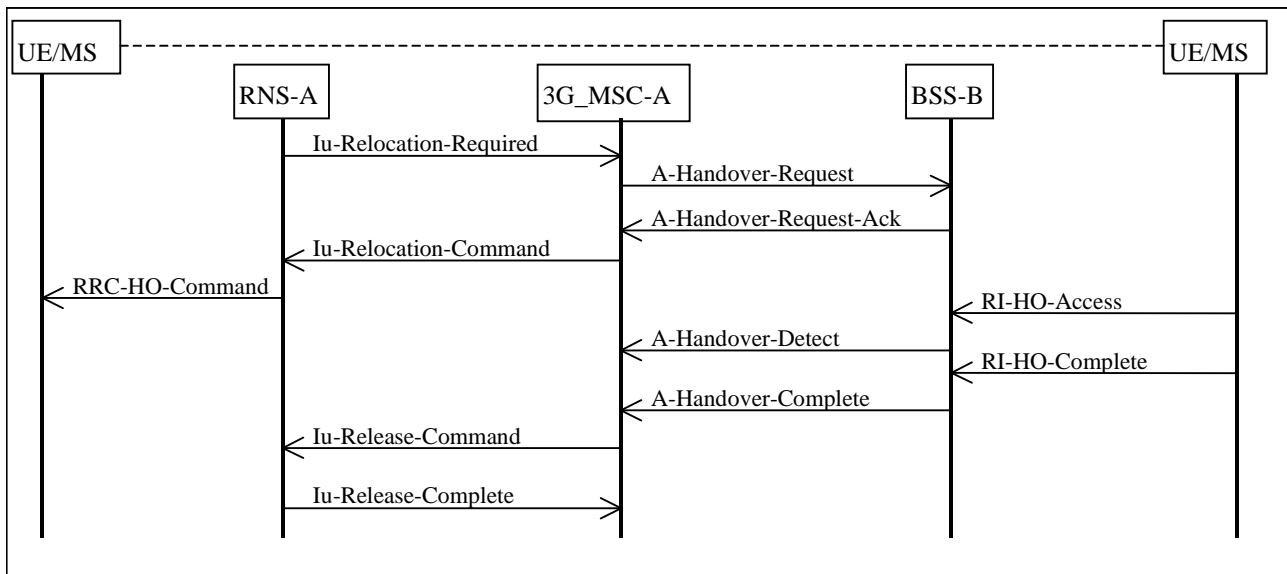 UE/MS
UE/MS
RNS-A
3G_MSC-A
BSS-B
Iu-Relocation-Required
A-Handover-Request
A-Handover-Request-Ack
Iu-Relocation-Command
RRC-HO-Command
RI-HO-Access
A-Handover-Detect
RI-HO-Complete
A-Handover-Complete
Iu-Release-Command
Iu-Release-Complete